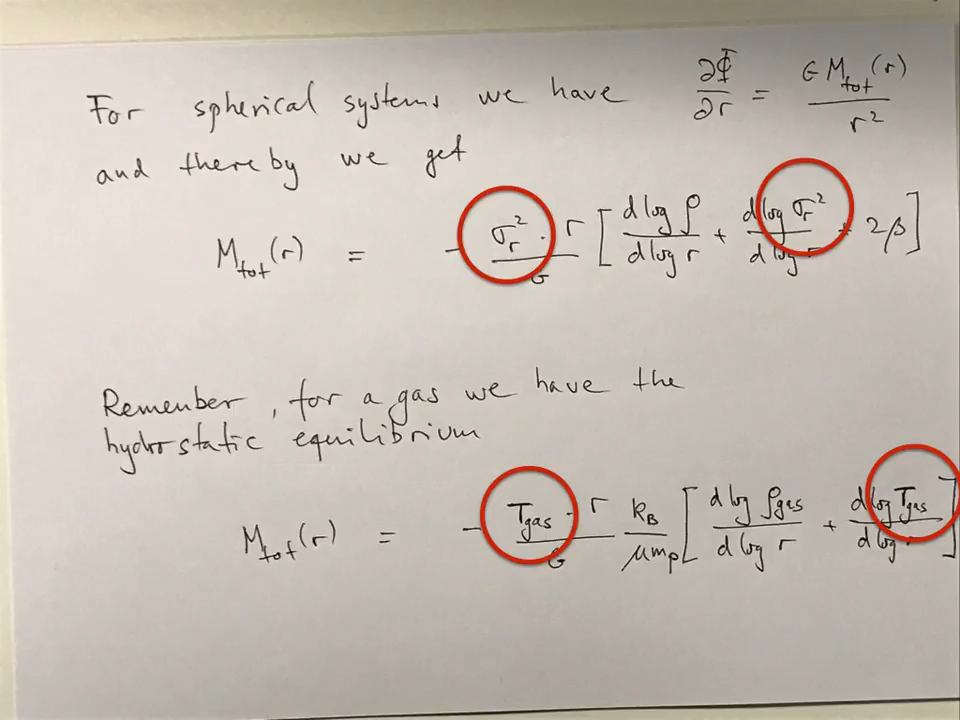 For spherical systems we have ∂Φ/∂r = G M_tot(r) / r²
and thereby we get
M_tot(r) = - σ_r² · r / G [ d log ρ / d log r + d log σ_r² / d log r + 2β ]
Remember, for a gas we have the
hydrostatic equilibrium
M_tot(r) = - T_gas · r / G k_B / μm_p [ d log ρ_gas / d log r + d log T_gas / d log r ]